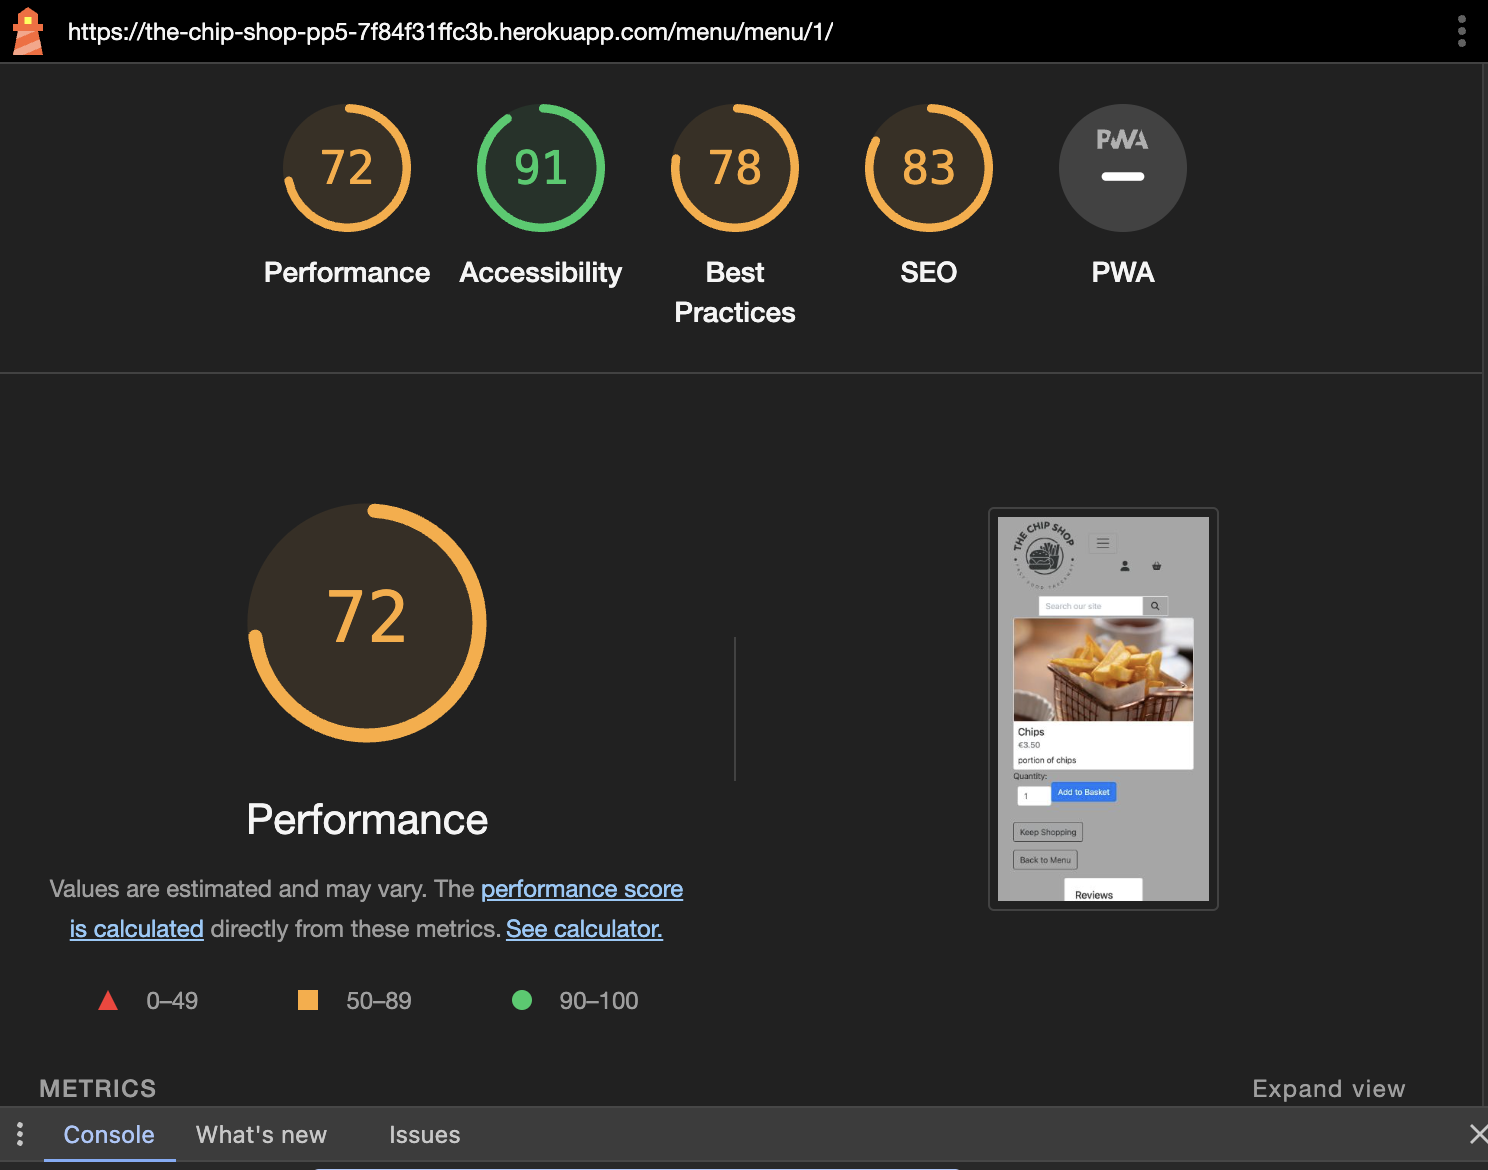 https://the-chip-shop-pp5-7f84f31ffc3b.herokuapp.com/menu/menu/1/
72
91
78
83
PWA
Performance
Accessibility
Best
Practices
SEO
PWA
72
Performance
Values are estimated and may vary. The performance score
is calculated directly from these metrics. See calculator.
0–49
50–89
90–100
THE CHIP SHOP
Search our site
Chips
€3.50
portion of chips
Quantity:
1
Add to Basket
Keep Shopping
Back to Menu
Reviews
METRICS
Expand view
Console
What's new
Issues